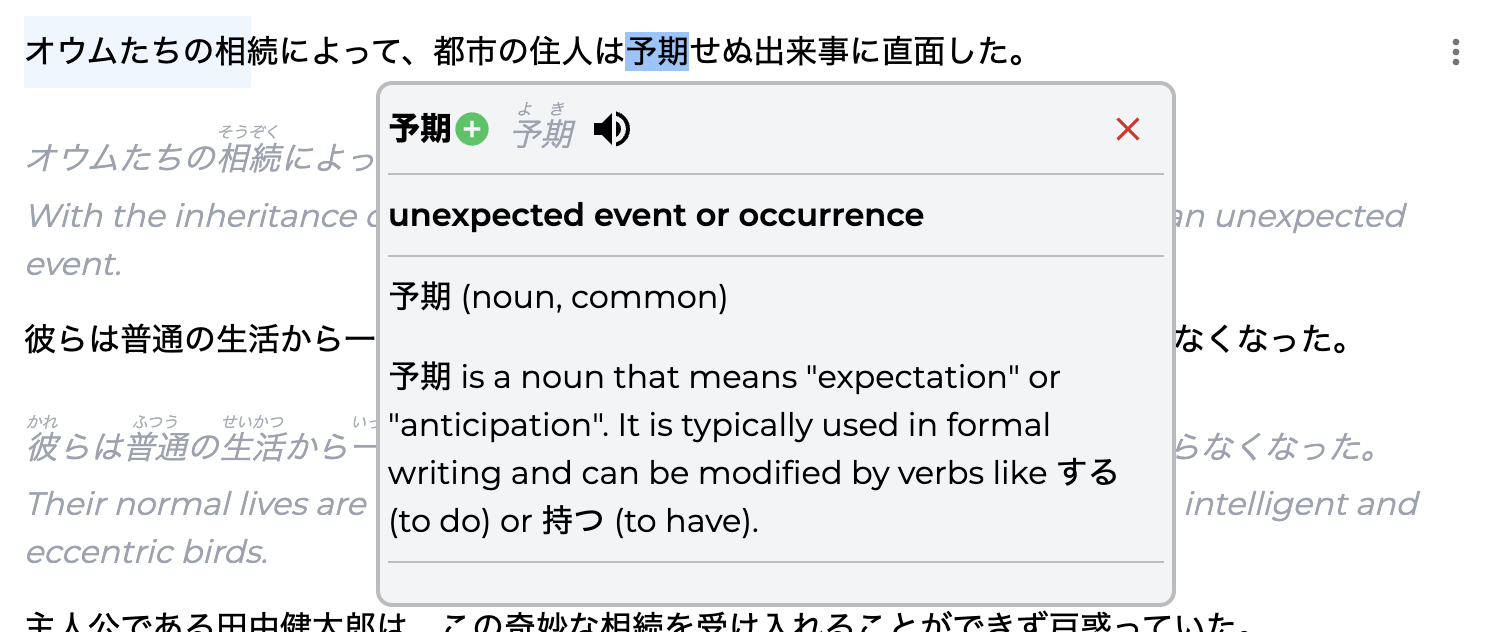 オウムたちの相続によって、都市の住人は予期せぬ出来事に直面した。
予期 よき 予期
そうぞく
オウムたちの相続によっ
With the inheritance
unexpected event or occurrence
an unexpected
event.
予期 (noun, common)
彼らは普通の生活から一
なくなった。
予期 is a noun that means "expectation" or
"anticipation". It is typically used in formal
writing and can be modified by verbs like する
(to do) or 持つ (to have).
かれ ふつう せいかつ いっ
彼らは普通の生活から一
らなくなった。
Their normal lives are
intelligent and
eccentric birds.
主人公である田中健太郎は、この奇妙な相続を受け入れることができず戸惑っていた。